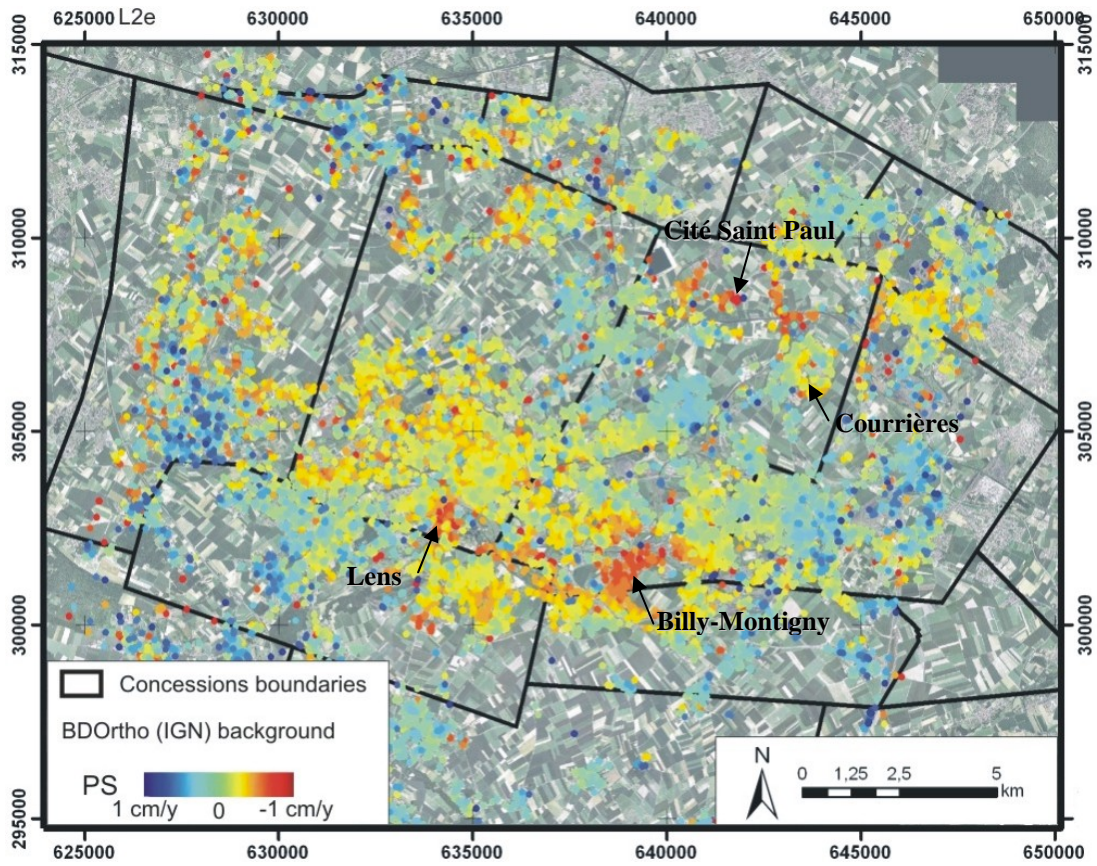 625000 L2e 630000 635000 640000 645000 650000
315000 315000
310000 310000
Cité Saint Paul
305000 305000
Courrières
Lens
Billy-Montigny
300000 300000
Concessions boundaries
BDOrtho (IGN) background
PS
1 cm/y 0 -1 cm/y
N
0 1,25 2,5 5
km
295000 295000
625000 630000 635000 640000 645000 650000